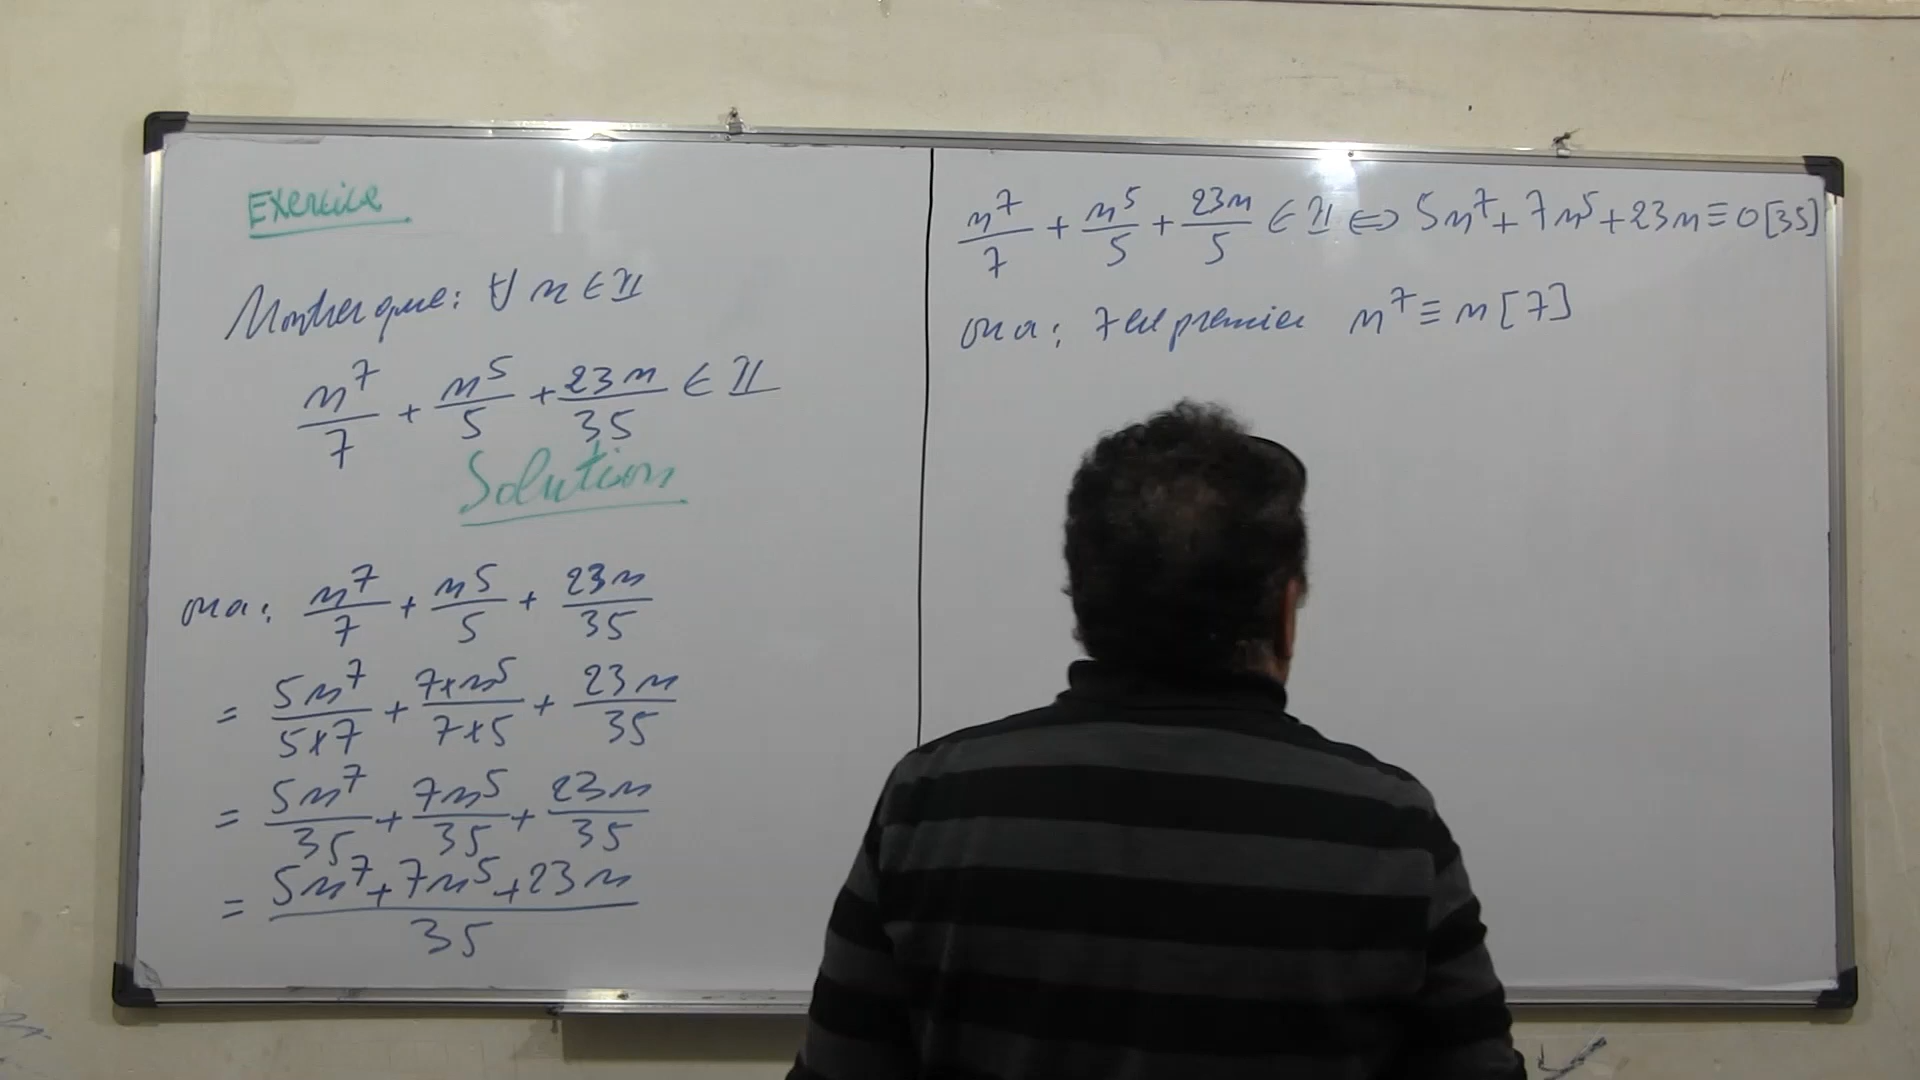 Exercice
Montrer que : ∀ n ∈ ℤ
n⁷/7 + n⁵/5 + 23n/35 ∈ ℤ
Solution
on a : n⁷/7 + n⁵/5 + 23n/35
= 5n⁷/5×7 + 7×n⁵/7×5 + 23n/35
= 5n⁷/35 + 7n⁵/35 + 23n/35
= 5n⁷+7n⁵+23n/35
n⁷/7 + n⁵/5 + 23n/5 ∈ ℤ ⇔ 5n⁷+7n⁵+23n ≡ 0[35]
on a : 7 est premier n⁷ ≡ n [7]